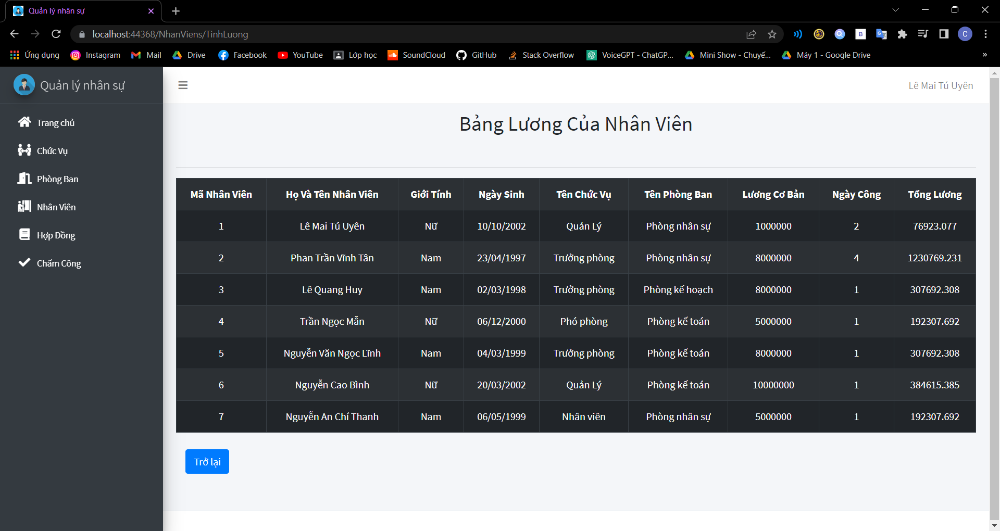 Quản lý nhân sự
localhost:44368/NhanViens/TinhLuong
B
C
Ứng dụng Instagram Mail Drive Facebook YouTube Lớp học SoundCloud GitHub Stack Overflow VoiceGPT - ChatGP... Mini Show - Chuyế... Máy 1 - Google Drive »
Quản lý nhân sự
Lê Mai Tú Uyên
Trang chủ
Chức Vụ
Phòng Ban
Nhân Viên
Hợp Đồng
Chấm Công
Bảng Lương Của Nhân Viên
Mã Nhân Viên Họ Và Tên Nhân Viên Giới Tính Ngày Sinh Tên Chức Vụ Tên Phòng Ban Lương Cơ Bản Ngày Công Tổng Lương
1 Lê Mai Tú Uyên Nữ 10/10/2002 Quản Lý Phòng nhân sự 1000000 2 76923.077
2 Phan Trần Vĩnh Tân Nam 23/04/1997 Trưởng phòng Phòng nhân sự 8000000 4 1230769.231
3 Lê Quang Huy Nam 02/03/1998 Trưởng phòng Phòng kế hoạch 8000000 1 307692.308
4 Trần Ngọc Mẫn Nữ 06/12/2000 Phó phòng Phòng kế toán 5000000 1 192307.692
5 Nguyễn Văn Ngọc Lĩnh Nam 04/03/1999 Trưởng phòng Phòng kế toán 8000000 1 307692.308
6 Nguyễn Cao Bình Nữ 20/03/2002 Quản Lý Phòng kế toán 10000000 1 384615.385
7 Nguyễn An Chí Thanh Nam 06/05/1999 Nhân viên Phòng nhân sự 5000000 1 192307.692
Trở lại